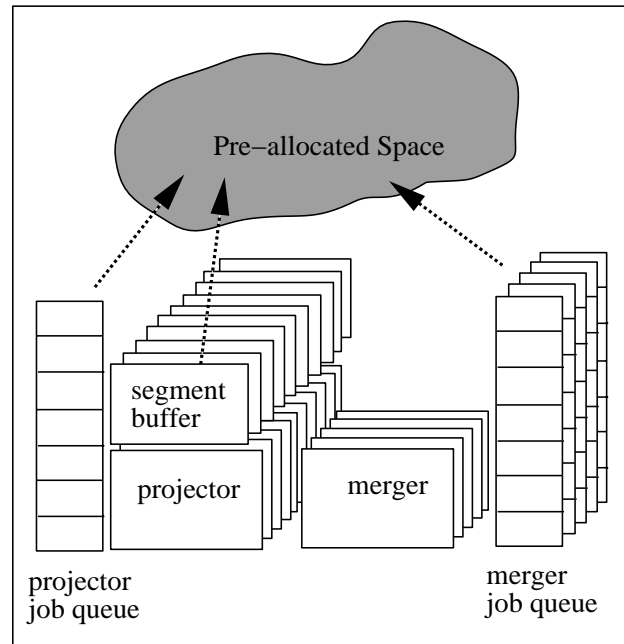 Pre−allocated Space
segment
buffer
projector
merger
projector
job queue
merger
job queue